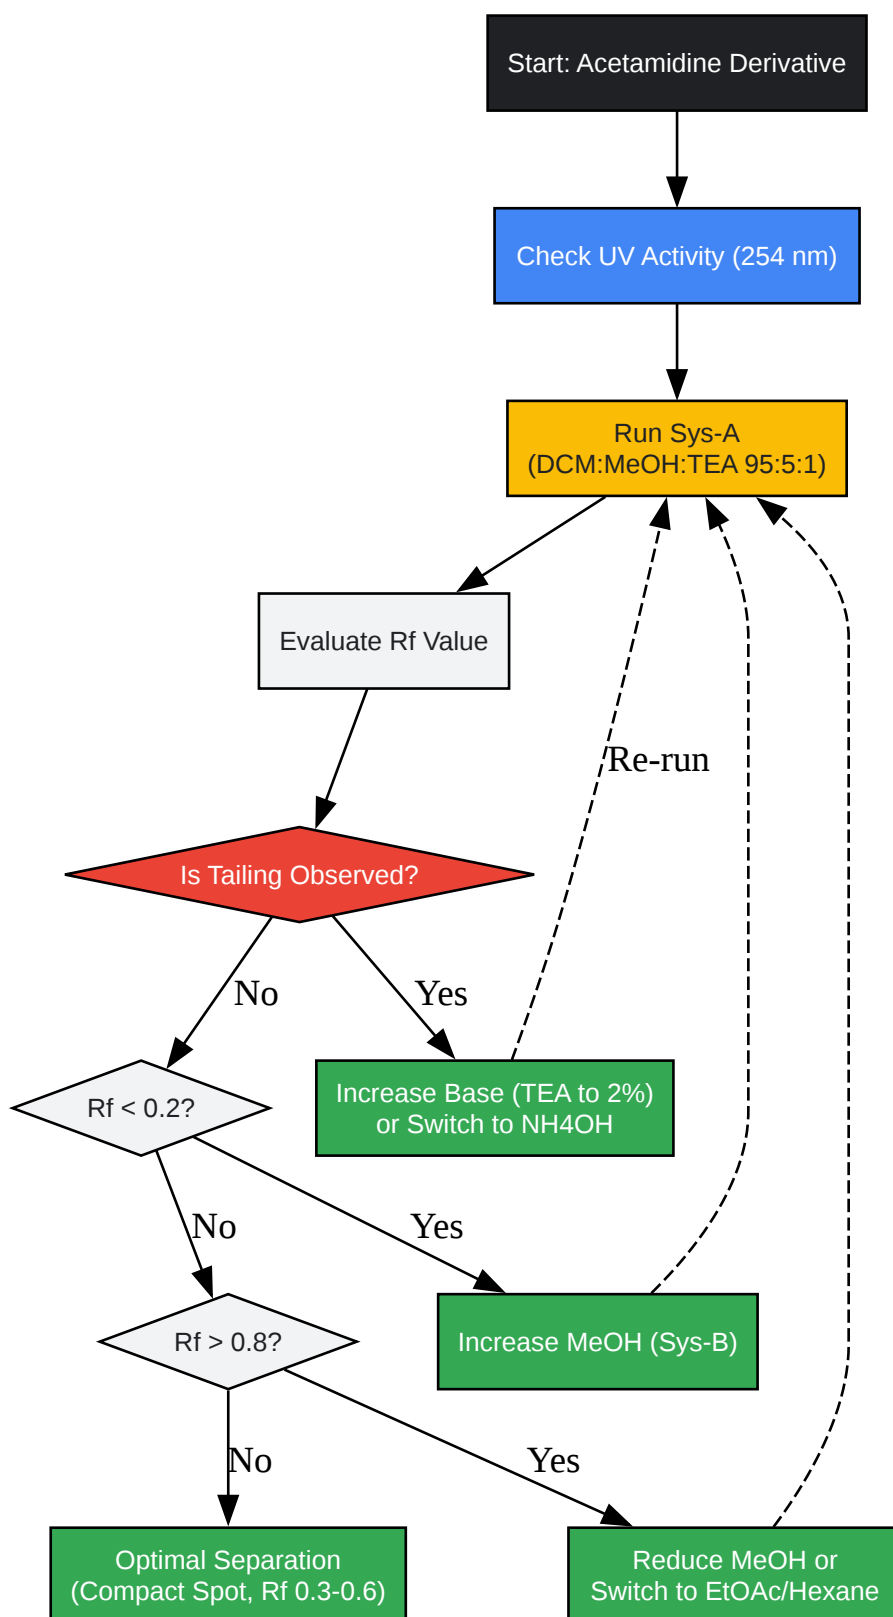 Start: Acetamidine Derivative
Check UV Activity (254 nm)
Run Sys-A
(DCM:MeOH:TEA 95:5:1)
Evaluate Rf Value
Re-run
Is Tailing Observed?
No
Yes
Rf < 0.2?
Increase Base (TEA to 2%)
or Switch to NH4OH
No
Yes
Rf > 0.8?
Increase MeOH (Sys-B)
No
Yes
Optimal Separation
(Compact Spot, Rf 0.3-0.6)
Reduce MeOH or
Switch to EtOAc/Hexane